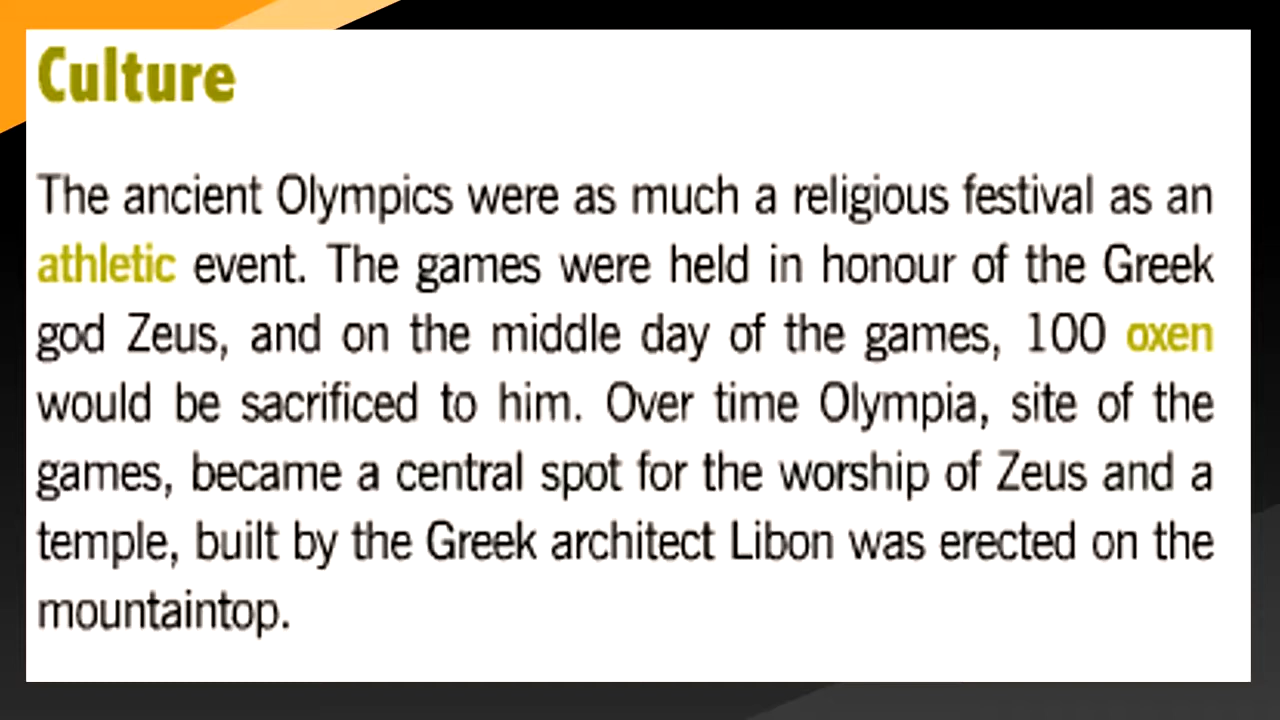 Culture
The ancient Olympics were as much a religious festival as an
athletic event. The games were held in honour of the Greek
god Zeus, and on the middle day of the games, 100 oxen
would be sacrificed to him. Over time Olympia, site of the
games, became a central spot for the worship of Zeus and a
temple, built by the Greek architect Libon was erected on the
mountaintop.